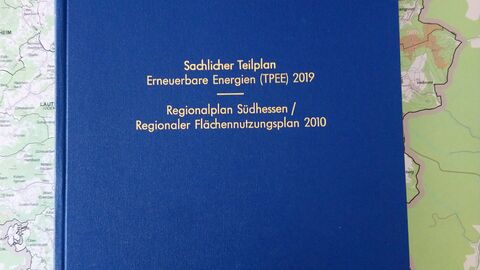 Sachlicher Teilplan
Erneuerbare Energien (TPEE) 2019
Regionalplan Südhessen /
Regionaler Flächennutzungsplan 2010